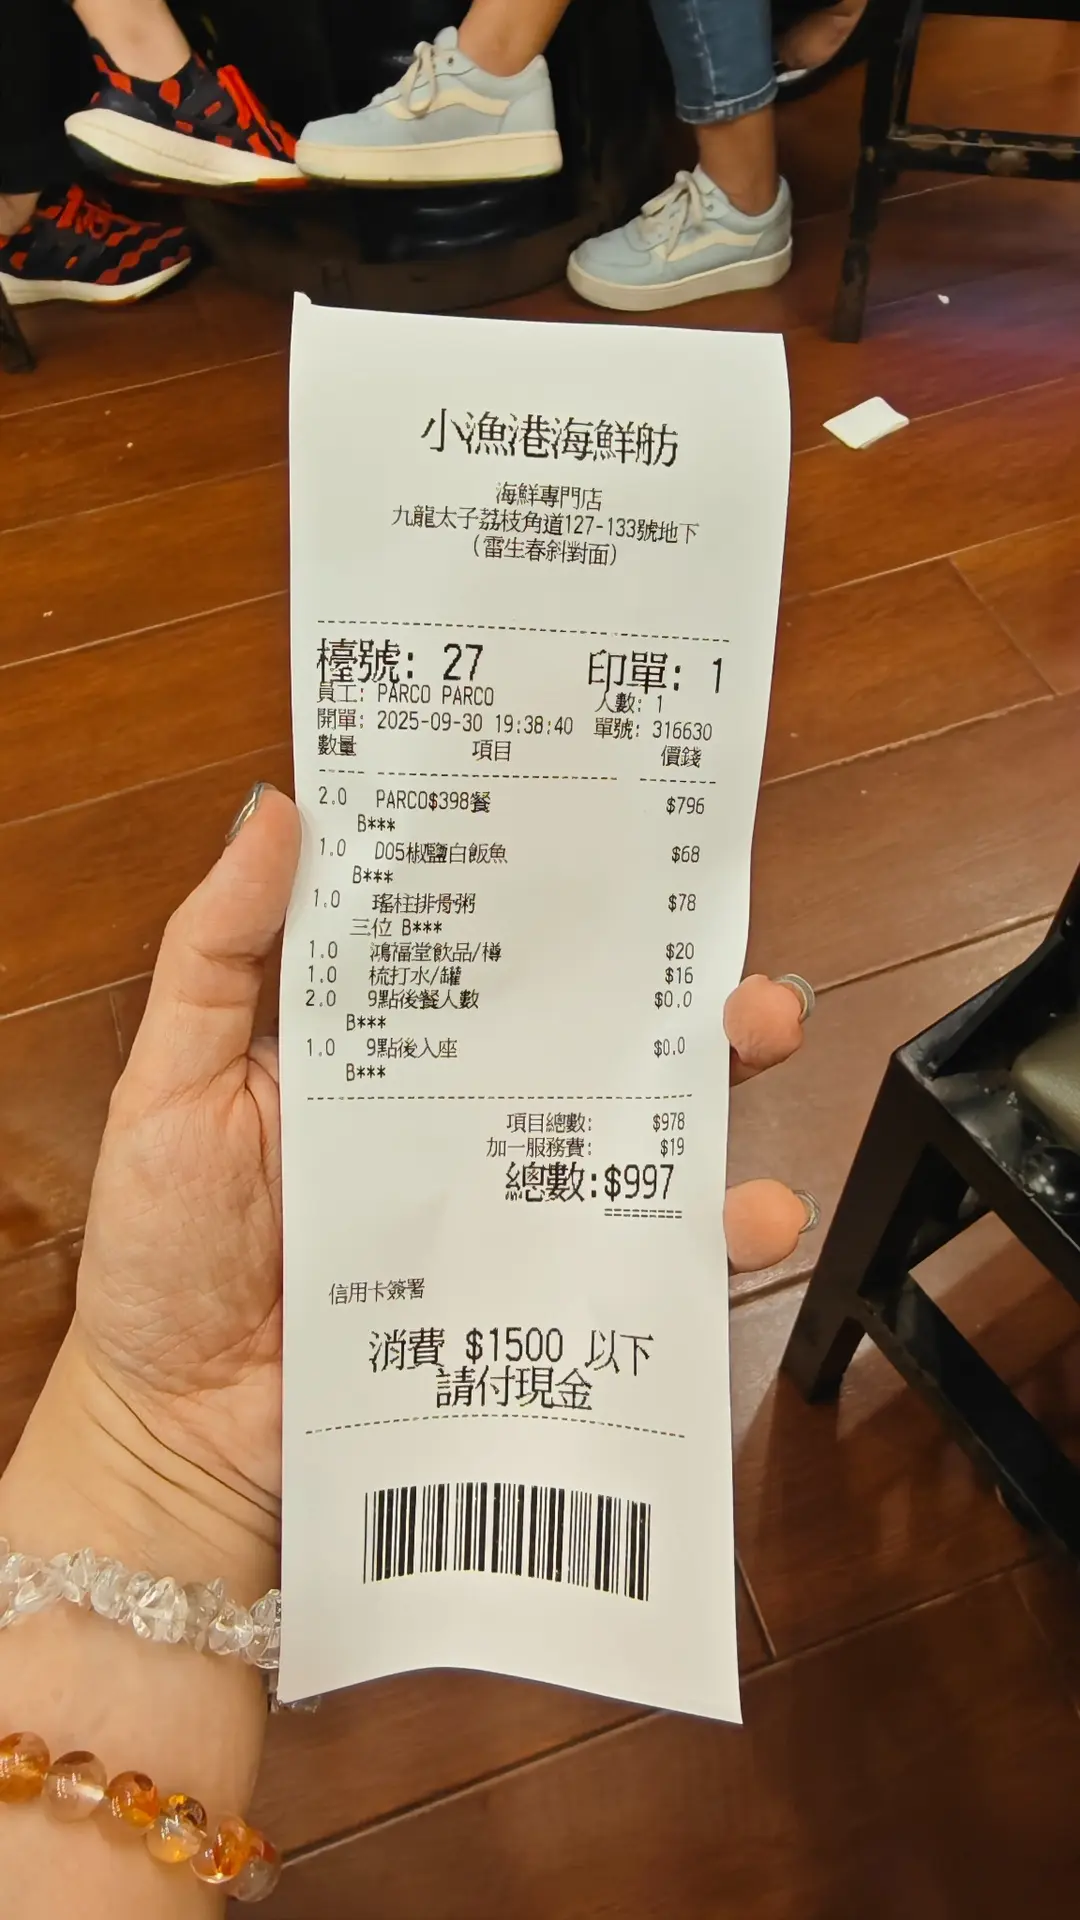 小漁港海鮮舫
海鮮專門店
九龍太子荔枝角道127-133號地下
(雷生春斜對面)
檯號: 27 印單: 1
員工: PARCO PARCO 人數: 1
開單: 2025-09-30 19:38:40 單號: 316630
數量 項目 價錢
2.0 PARCO$398餐 $796
B***
1.0 D05椒鹽白飯魚 $68
B***
1.0 瑤柱排骨粥 $78
三位 B***
1.0 鴻福堂飲品/樽 $20
1.0 梳打水/罐 $16
2.0 9點後餐人數 $0.0
B***
1.0 9點後入座 $0.0
B***
項目總數: $978
加一服務費: $19
總數:$997
=========
信用卡簽署
消費 $1500 以下
請付現金